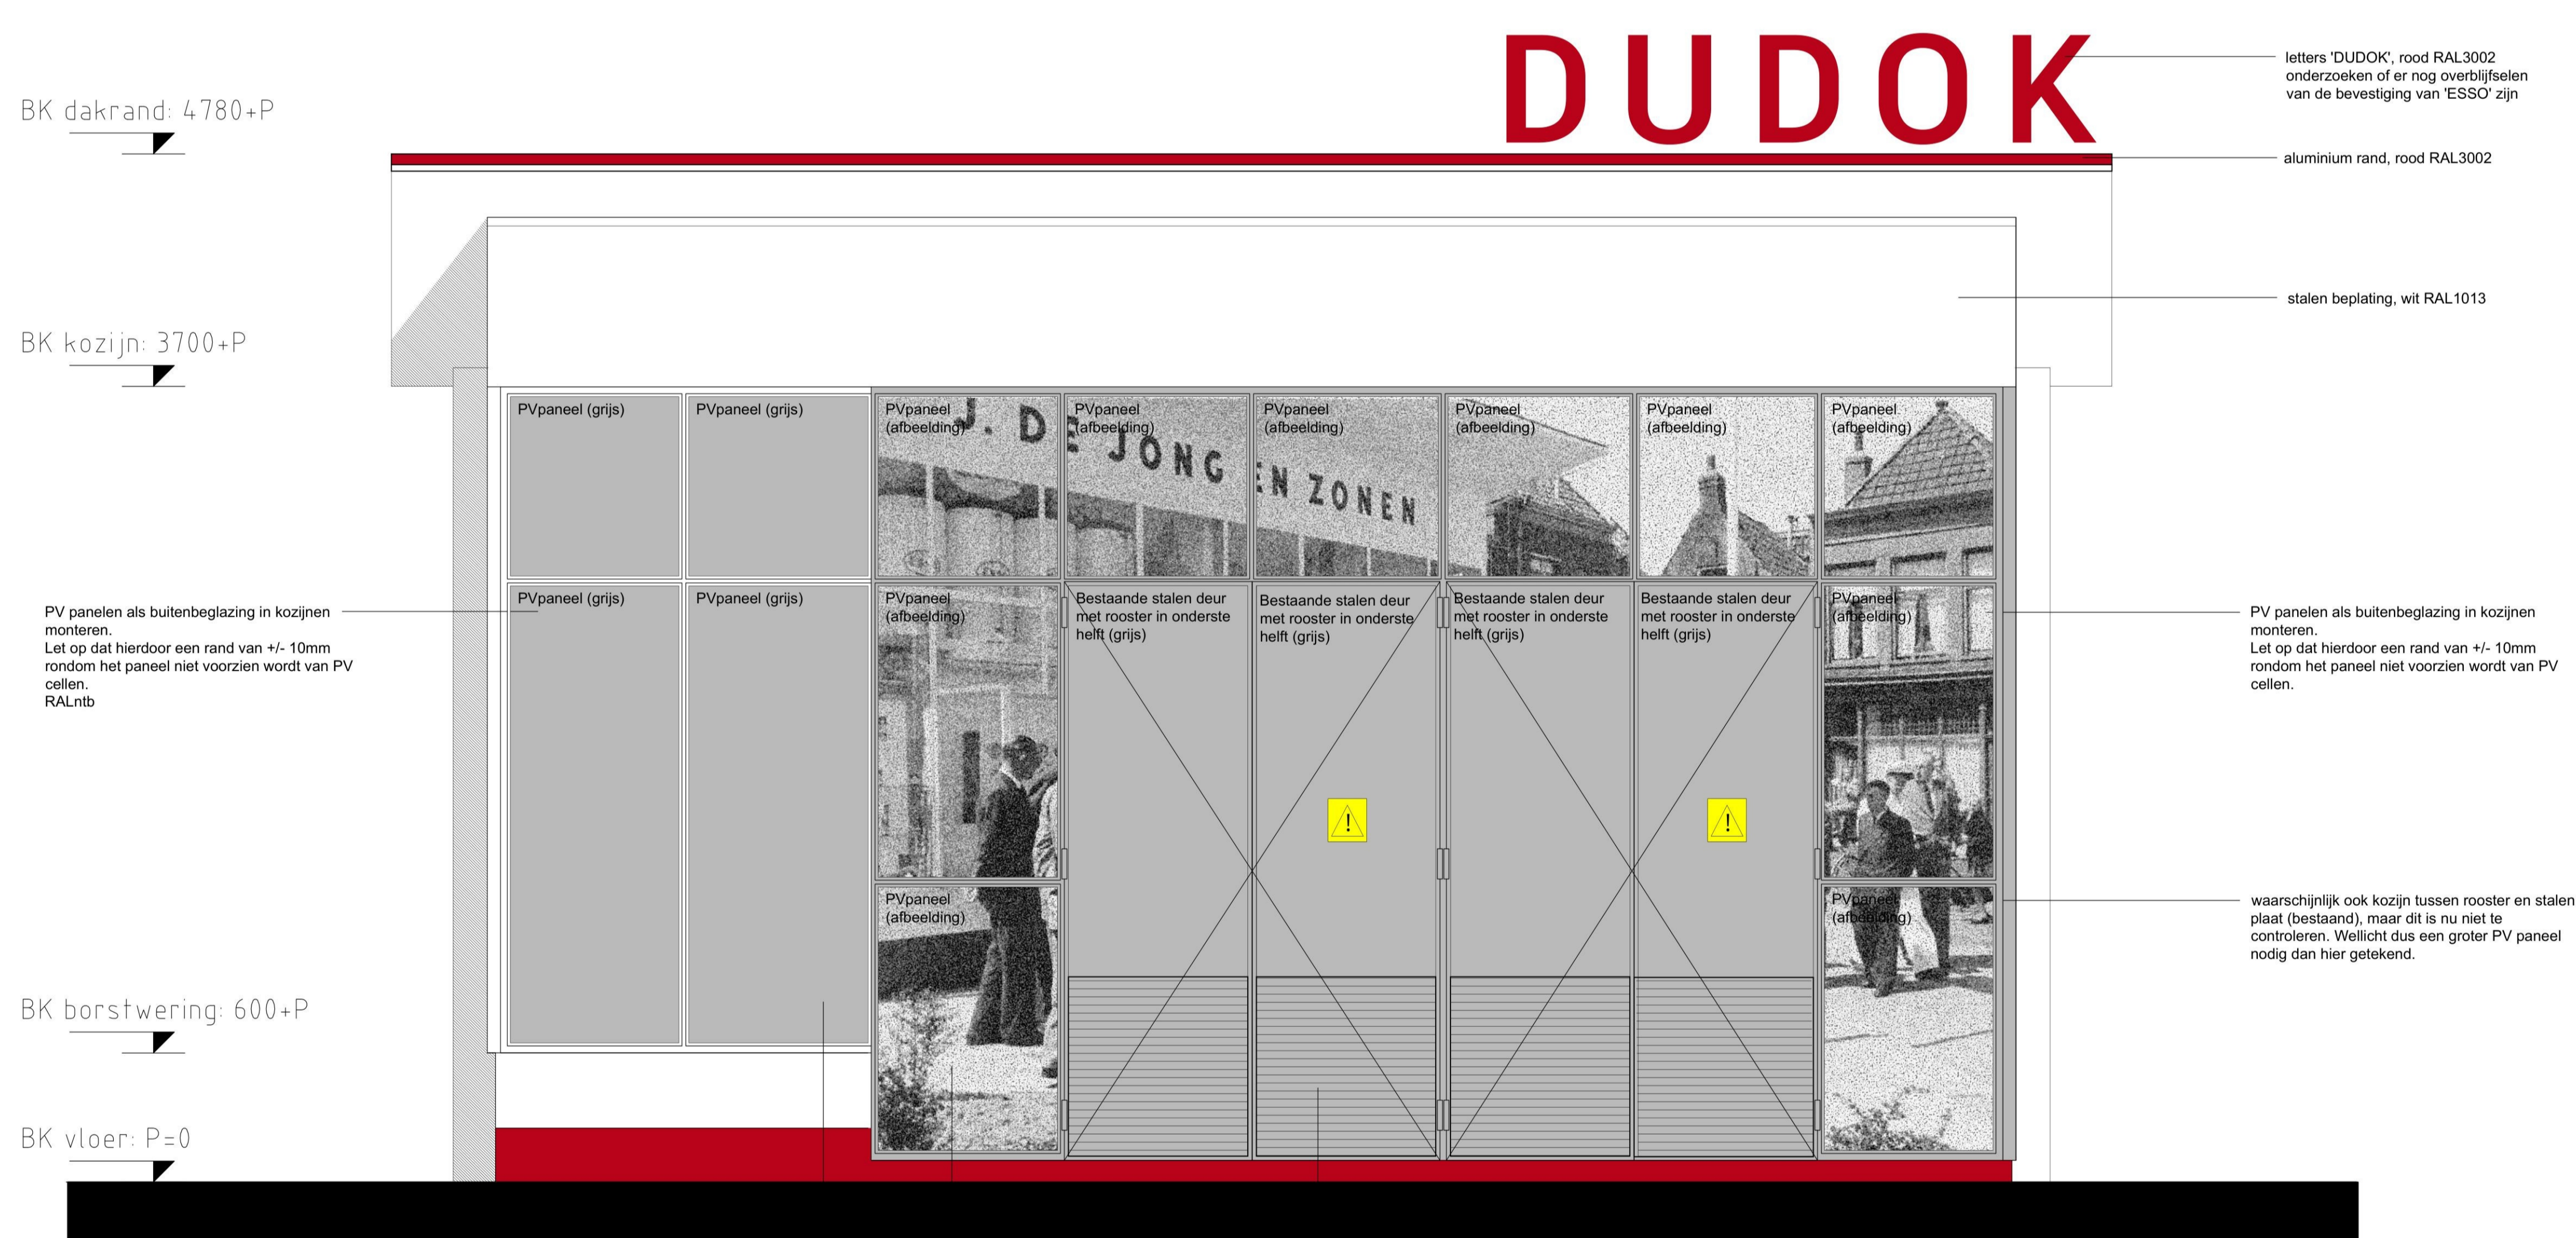 DUDOK
letters 'DUDOK', rood RAL3002
onderzoeken of er nog overblijfselen
van de bevestiging van 'ESSO' zijn
BK dakrand: 4780+P
aluminium rand, rood RAL3002
stalen beplating, wit RAL1013
BK kozijn: 3700+P
PVpaneel (grijs)
PVpaneel (grijs)
PVpaneel
(afbeelding)
PVpaneel
(afbeelding)
PVpaneel
(afbeelding)
PVpaneel
(afbeelding)
PVpaneel
(afbeelding)
PVpaneel
(afbeelding)
J. DE JONG EN ZONEN
PVpaneel (grijs)
PVpaneel (grijs)
PVpaneel
(afbeelding)
Bestaande stalen deur
met rooster in onderste
helft (grijs)
Bestaande stalen deur
met rooster in onderste
helft (grijs)
Bestaande stalen deur
met rooster in onderste
helft (grijs)
Bestaande stalen deur
met rooster in onderste
helft (grijs)
PVpaneel
(afbeelding)
PV panelen als buitenbeglazing in kozijnen
monteren.
Let op dat hierdoor een rand van +/- 10mm
rondom het paneel niet voorzien wordt van PV
cellen.
RALntb
PV panelen als buitenbeglazing in kozijnen
monteren.
Let op dat hierdoor een rand van +/- 10mm
rondom het paneel niet voorzien wordt van PV
cellen.
!
!
PVpaneel
(afbeelding)
PVpaneel
(afbeelding)
waarschijnlijk ook kozijn tussen rooster en stalen
plaat (bestaand), maar dit is nu niet te
controleren. Wellicht dus een groter PV paneel
nodig dan hier getekend.
BK borstwering: 600+P
BK vloer: P=0